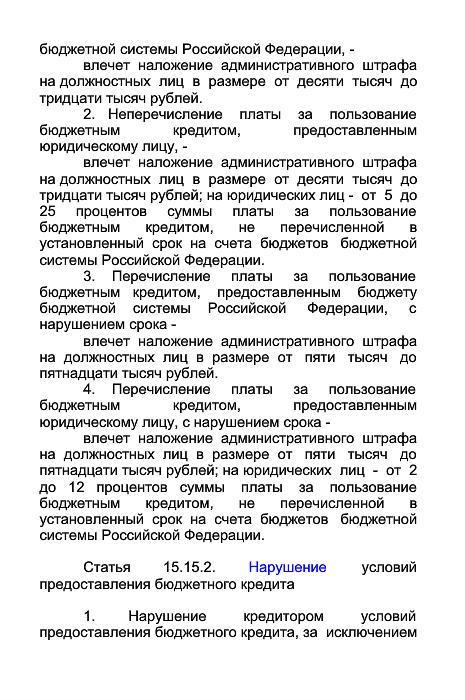 бюджетной системы Российской Федерации, -
влечет наложение административного штрафа
на должностных лиц в размере от десяти тысяч до
тридцати тысяч рублей.
2. Неперечисление платы за пользование
бюджетным кредитом, предоставленным
юридическому лицу, -
влечет наложение административного штрафа
на должностных лиц в размере от десяти тысяч до
тридцати тысяч рублей; на юридических лиц - от 5 до
25 процентов суммы платы за пользование
бюджетным кредитом, не перечисленной в
установленный срок на счета бюджетов бюджетной
системы Российской Федерации.
3. Перечисление платы за пользование
бюджетным кредитом, предоставленным бюджету
бюджетной системы Российской Федерации, с
нарушением срока -
влечет наложение административного штрафа
на должностных лиц в размере от пяти тысяч до
пятнадцати тысяч рублей.
4. Перечисление платы за пользование
бюджетным кредитом, предоставленным
юридическому лицу, с нарушением срока -
влечет наложение административного штрафа
на должностных лиц в размере от пяти тысяч до
пятнадцати тысяч рублей; на юридических лиц - от 2
до 12 процентов суммы платы за пользование
бюджетным кредитом, не перечисленной в
установленный срок на счета бюджетов бюджетной
системы Российской Федерации.
Статья 15.15.2. Нарушение условий
предоставления бюджетного кредита
1. Нарушение кредитором условий
предоставления бюджетного кредита, за исключением